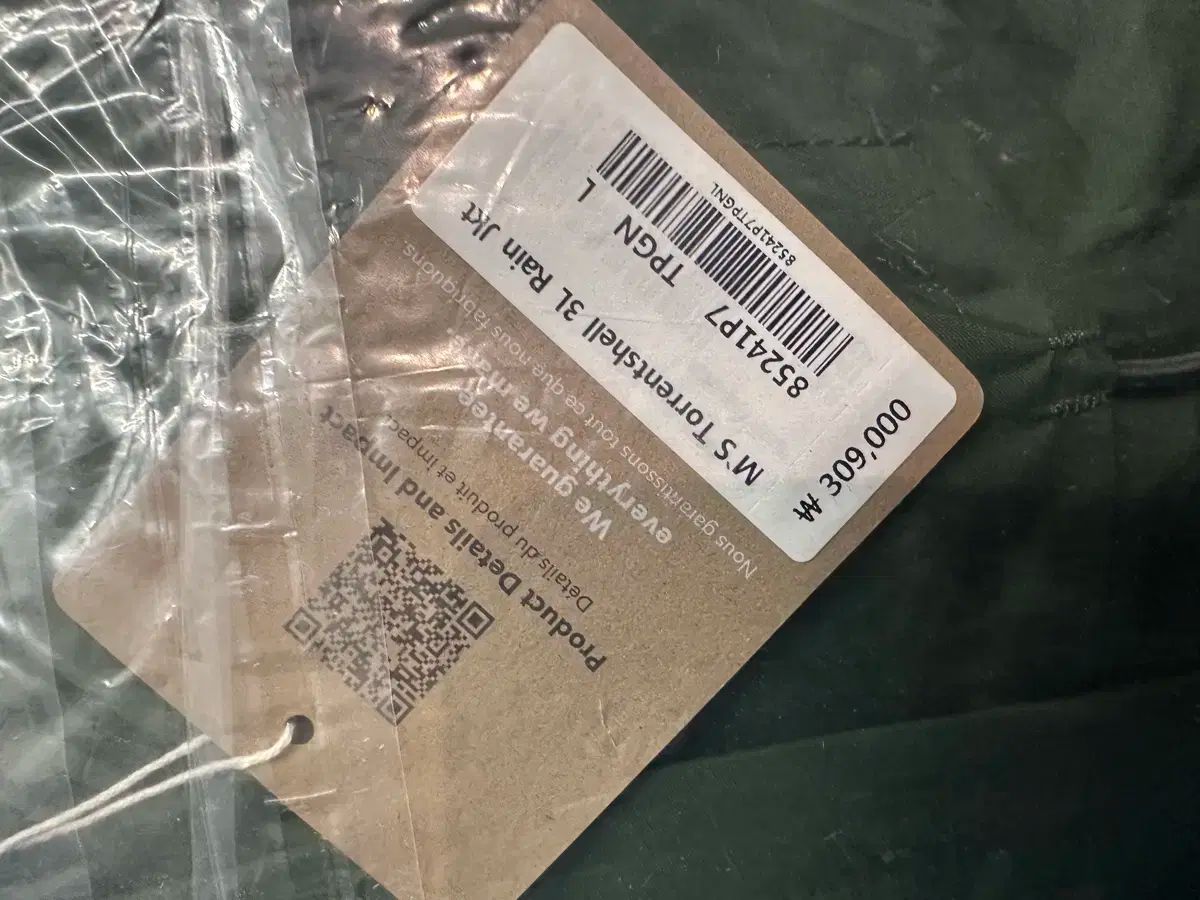 Product Details and Impact
Détails du produit et impact
We guarantee
everything we make.
Nous garantissons tout ce que nous fabriquons.
M`S Torrentshell 3L Rain Jkt
85241P7 TPGN L
85241P7TPGNL
₩ 309,000